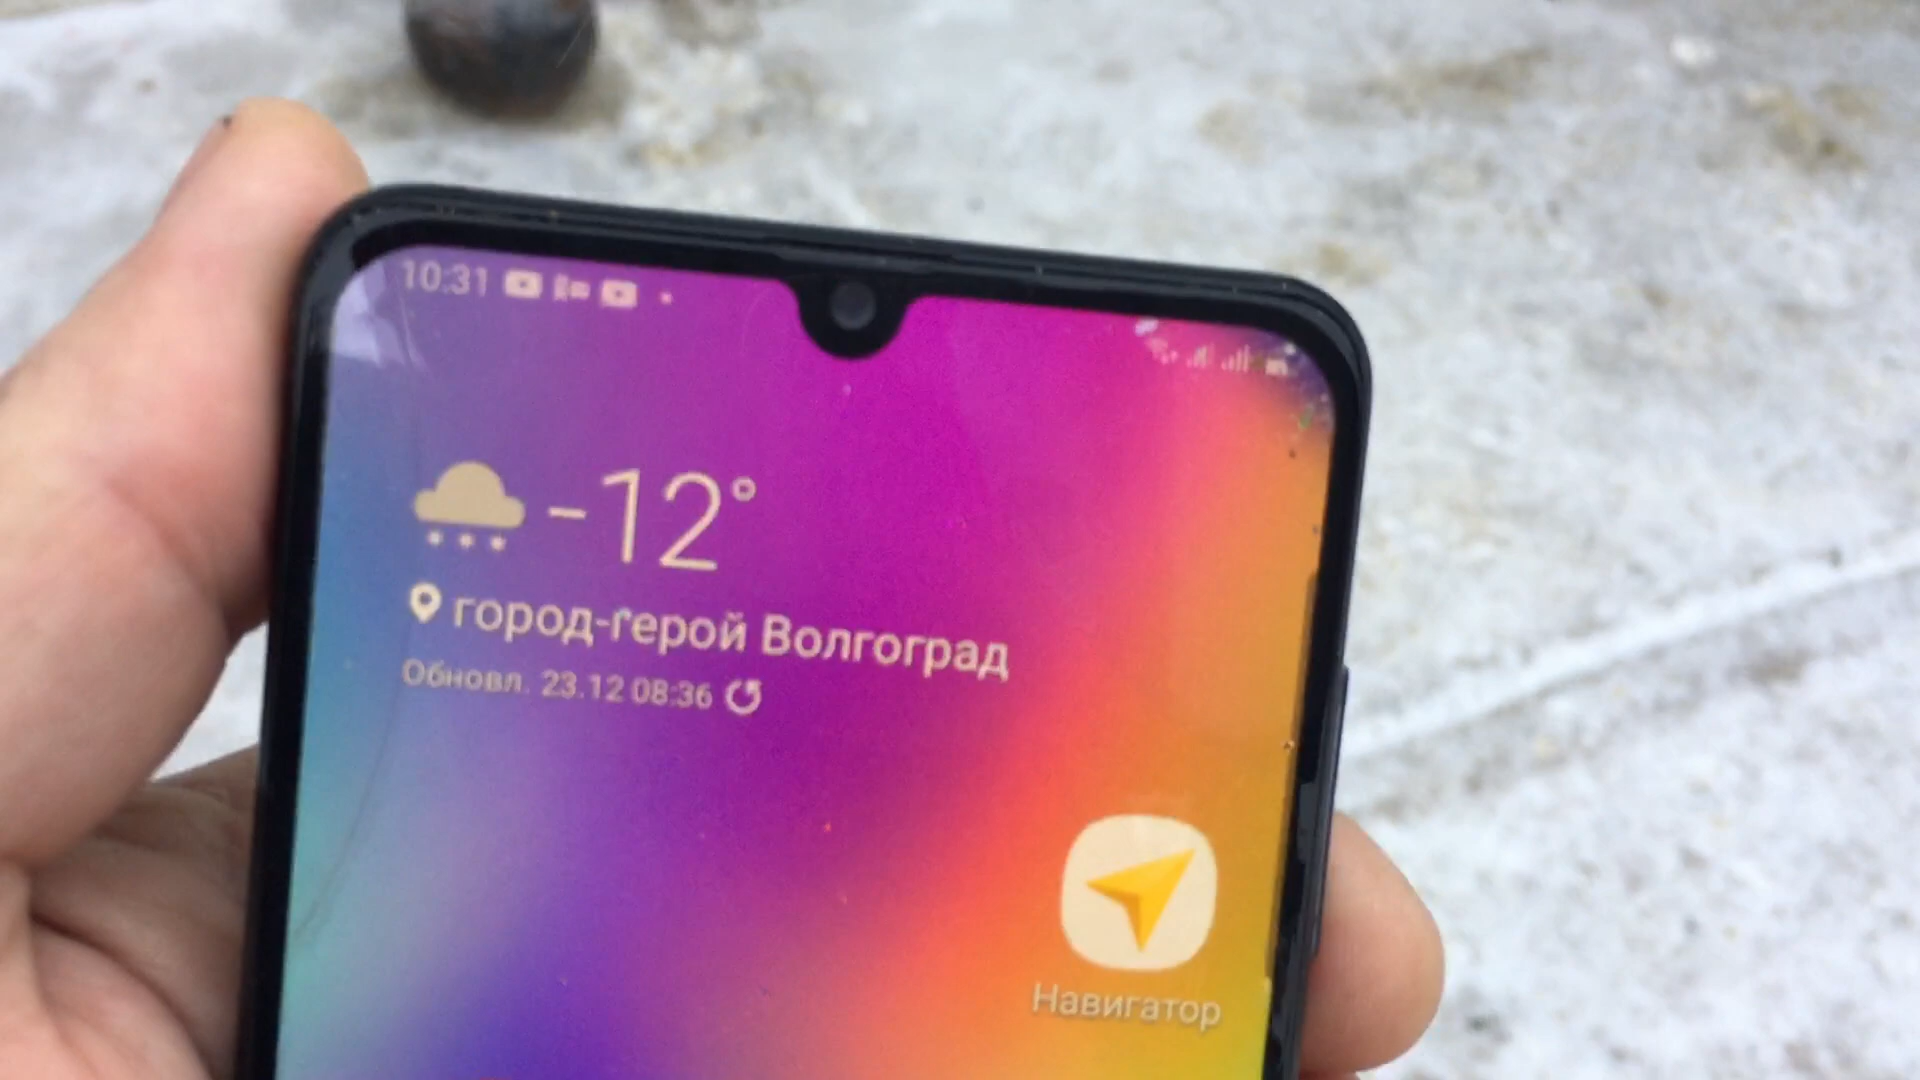 10:31
-12°
город-герой Волгоград
Обновл. 23.12 08:36
Навигатор